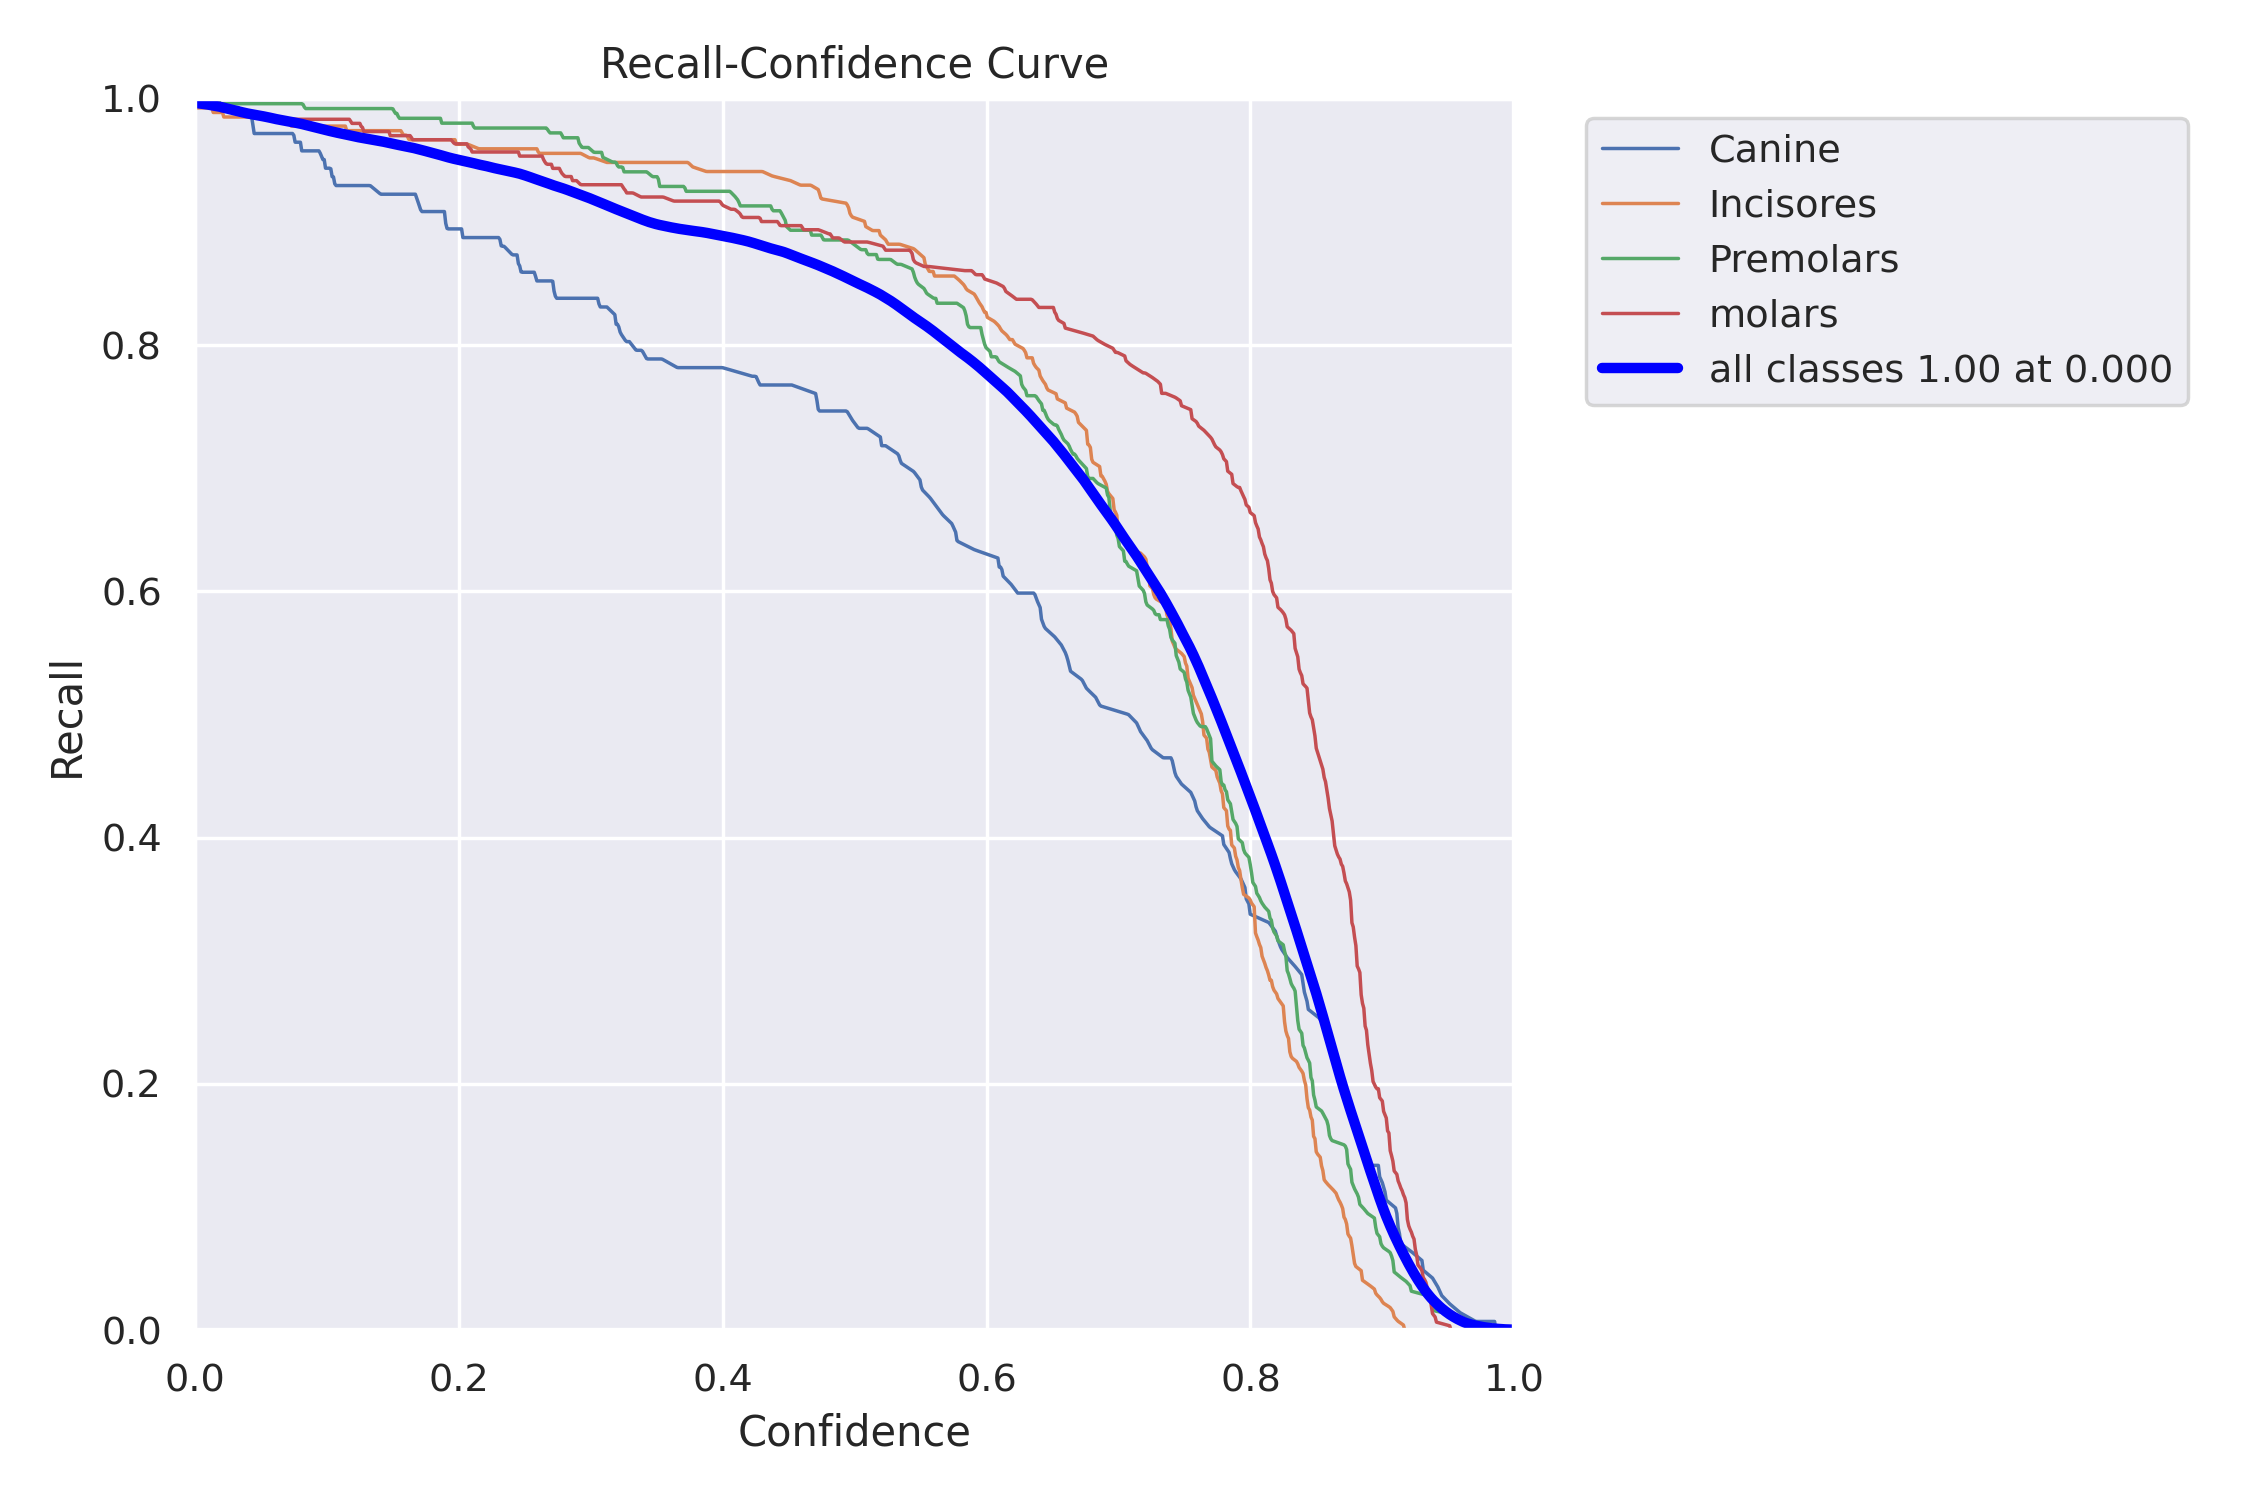 Recall-Confidence Curve
1.0
0.8
0.6
0.4
0.2
0.0
Recall
0.0 0.2 0.4 0.6 0.8 1.0
Confidence
Canine
Incisores
Premolars
molars
all classes 1.00 at 0.000